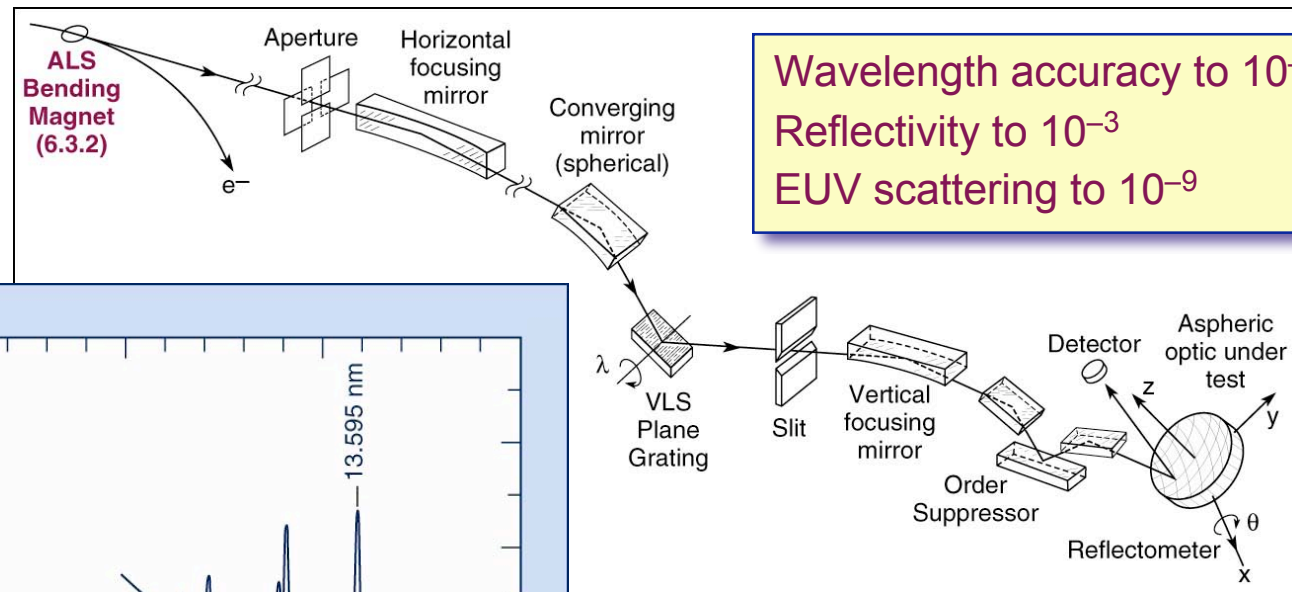 ALS
Bending
Magnet
(6.3.2)
e–
Aperture
Horizontal
focusing
mirror
Converging
mirror
(spherical)
Wavelength accuracy to 10
Reflectivity to 10–3
EUV scattering to 10–9
λ
VLS
Plane
Grating
Slit
Vertical
focusing
mirror
Order
Suppressor
Detector
Aspheric
optic under
test
z
y
θ
Reflectometer
x
13.595 nm